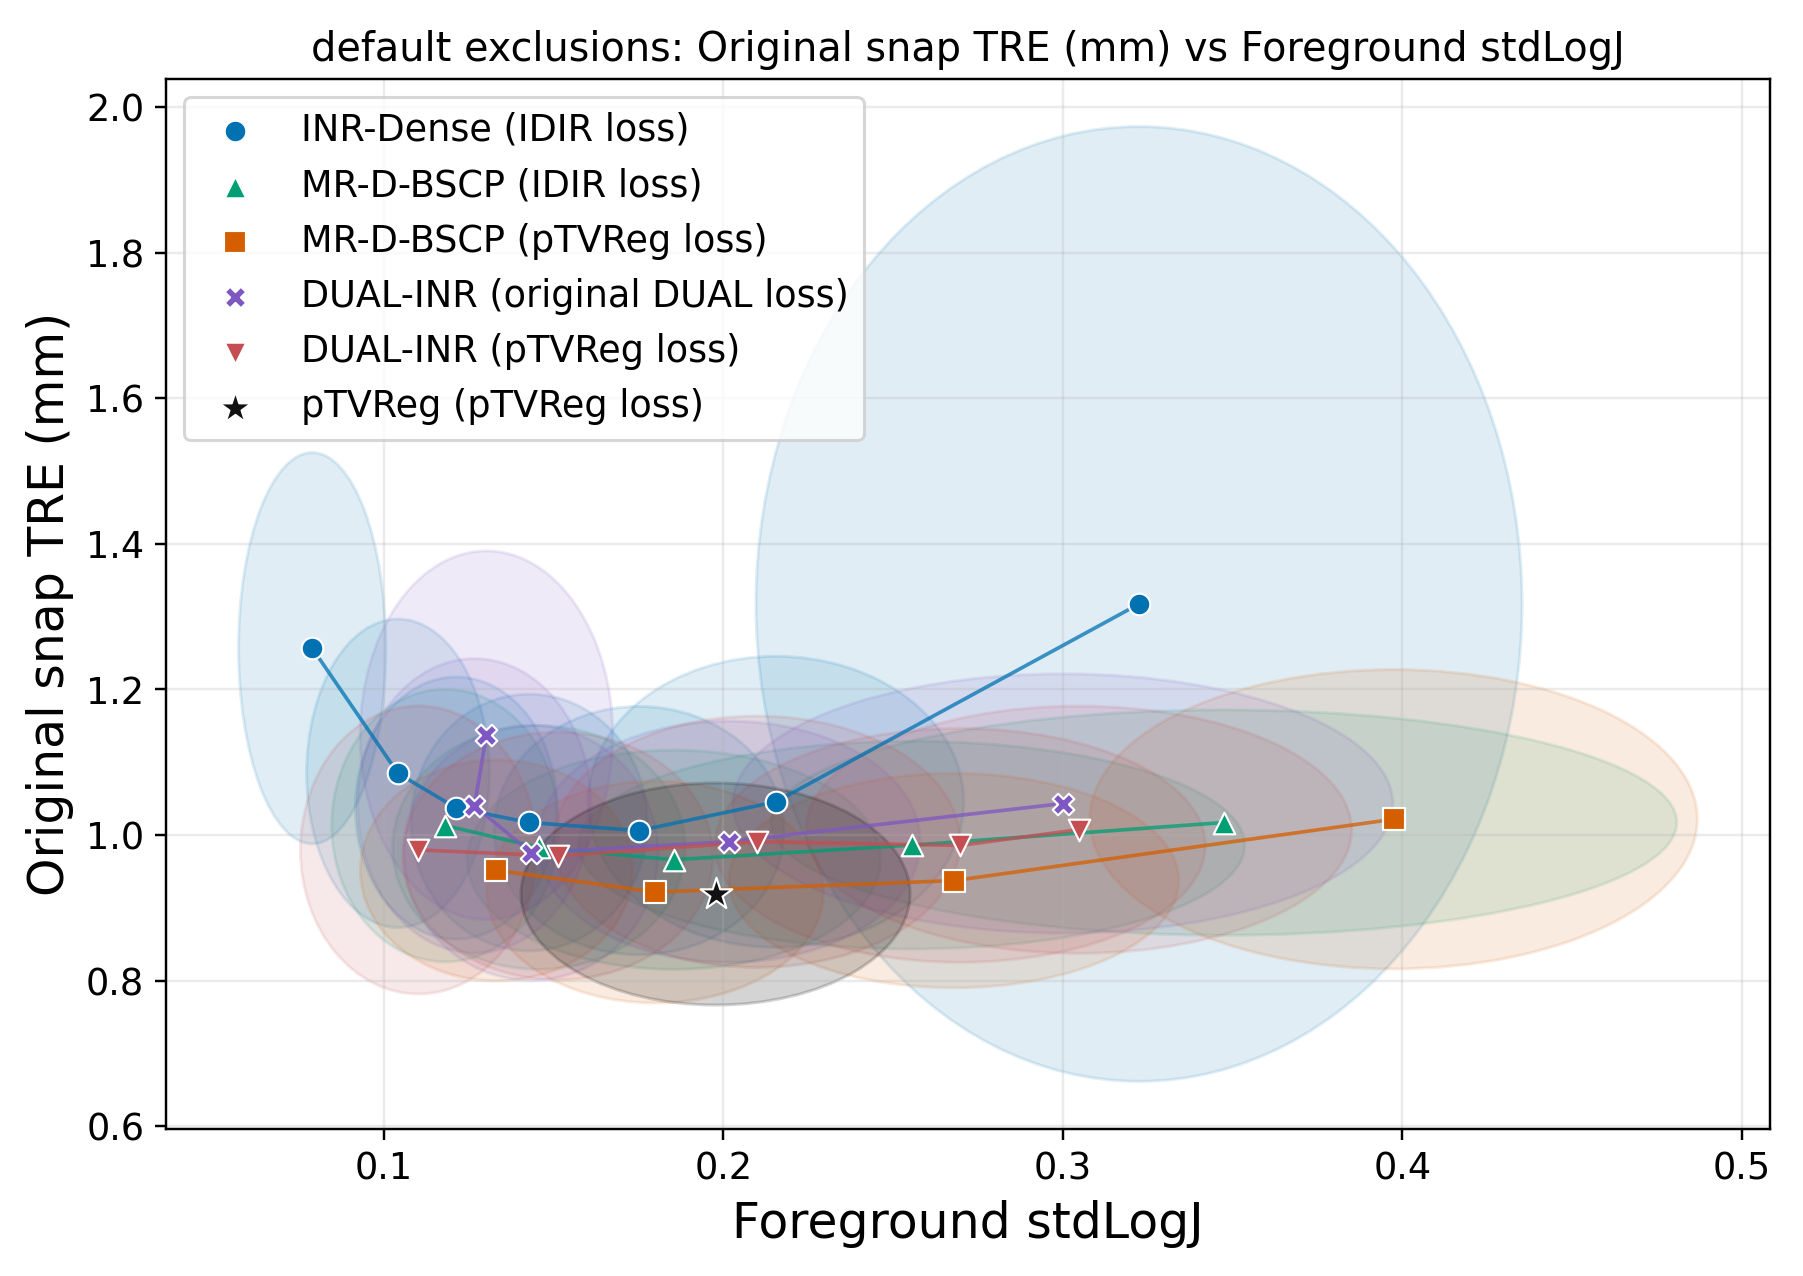 default exclusions: Original snap TRE (mm) vs Foreground stdLogJ
2.0
1.8
1.6
1.4
1.2
1.0
0.8
0.6
Original snap TRE (mm)
INR-Dense (IDIR loss)
MR-D-BSCP (IDIR loss)
MR-D-BSCP (pTVReg loss)
DUAL-INR (original DUAL loss)
DUAL-INR (pTVReg loss)
pTVReg (pTVReg loss)
0.1 0.2 0.3 0.4 0.5
Foreground stdLogJ